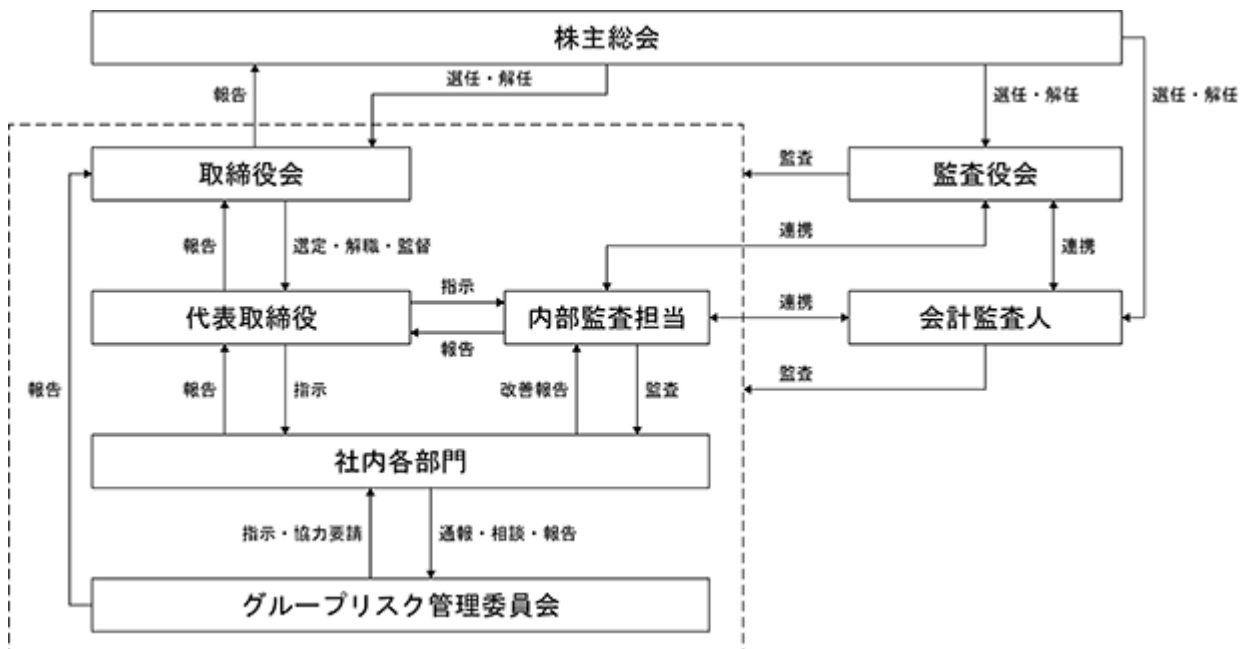 株主総会
報告
選任・解任
選任・解任
選任・解任
取締役会
監査
監査役会
報告
選定・解職・監督
連携
連携
代表取締役
指示
報告
内部監査担当
連携
会計監査人
報告
報告
指示
改善報告
監査
監査
社内各部門
指示・協力要請
通報・相談・報告
グループリスク管理委員会